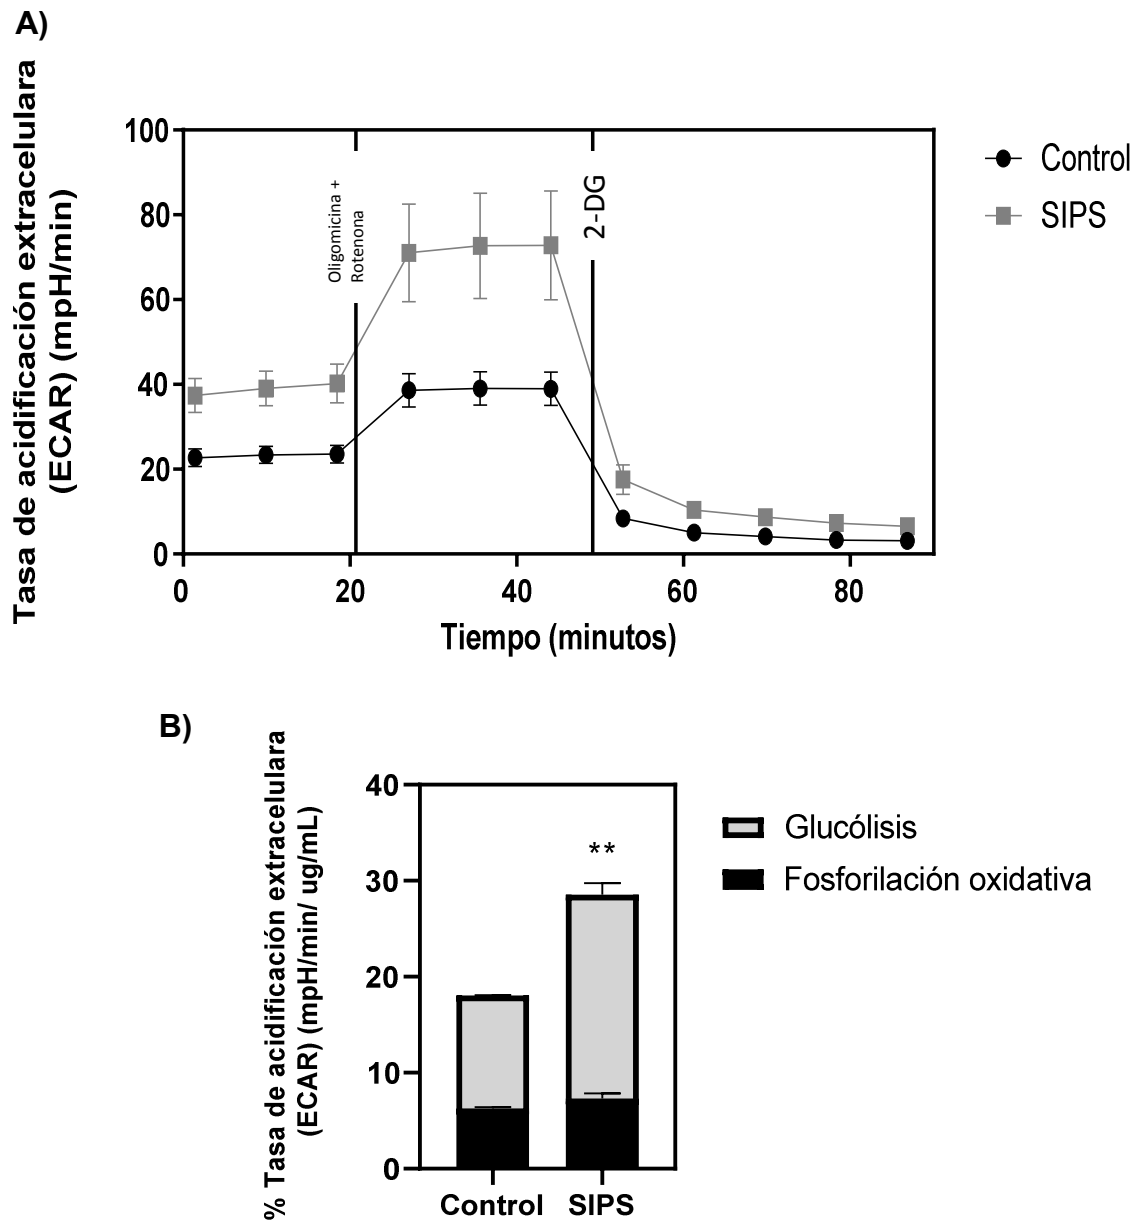 A)
Tasa de acidificación extracelulara
(ECAR) (mpH/min)
100
80
60
40
20
0
Oligomicina +
Rotenona
2-DG
Control
SIPS
0 20 40 60 80
Tiempo (minutos)
B)
% Tasa de acidificación extracelulara
(ECAR) (mpH/min/ ug/mL)
40
30
20
10
0
**
Glucólisis
Fosforilación oxidativa
Control SIPS